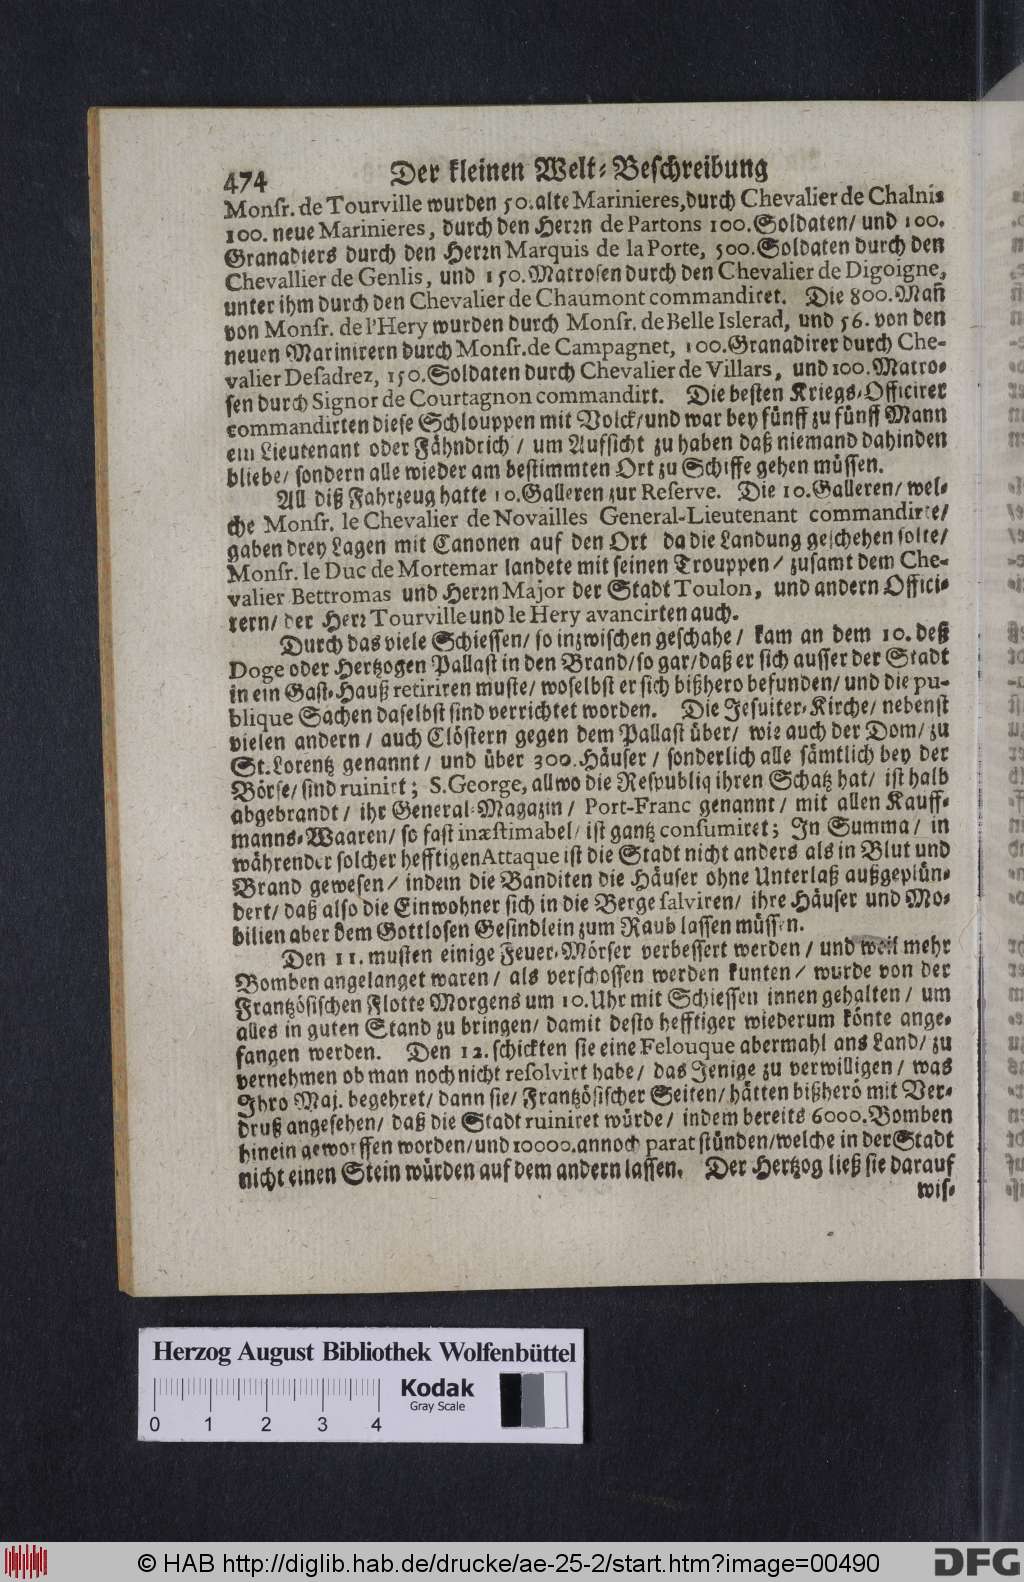 474 Der kleinen Welt-Beschreibung
Monsr. de Tourville wurden 50. alte Marinieres, durch Chevalier de Chalnis
100. neue Marinieres, durch den Herrn de Partons 100. Soldaten/ und 100.
Granadiers durch den Herrn Marquis de la Porte, 500. Soldaten durch den
Chevallier de Genlis, und 150. Matrosen durch den Chevalier de Digoigne,
unter ihm durch den Chevalier de Chaumont commandiret. Die 800. Mañ
von Monsr. de l'Hery wurden durch Monsr. de Belle Islerad, und 56. von den
neuen Marinirern durch Monsr. de Campagnet, 100. Granadirer durch Che-
valier Desadrez, 150. Soldaten durch Chevalier de Villars, und 100. Matro-
sen durch Signor de Courtagnon commandirt. Die besten Kriegs-Officirer
commandirten diese Schlouppen mit Volck/ und war bey fünff zu fünff Mann
ein Lieutenant oder Fähndrich/ um Aufsicht zu haben daß niemand dahinden
bliebe/ sondern alle wieder am bestimmten Ort zu Schiffe gehen müssen.
All diß Fahrzeug hatte 10. Galleren zur Reserve. Die 10. Galleren/ wel-
che Monsr. le Chevalier de Novailles General-Lieutenant commandirte/
gaben drey Lagen mit Canonen auf den Ort da die Landung geschehen solte/
Monsr. le Duc de Mortemar landete mit seinen Trouppen/ zusamt dem Che-
valier Bettromas und Herrn Major der Stadt Toulon, und andern Offici-
rern/ der Herr Tourville und le Hery avancirten auch.
Durch das viele Schiessen/ so inzwischen geschahe/ kam an dem 10. deß
Doge oder Hertzogen Pallast in den Brand/ so gar/ daß er sich ausser der Stadt
in ein Gast-Hauß retiriren muste/ woselbst er sich bißhero befunden/ und die pu-
blique Sachen daselbst sind verrichtet worden. Die Jesuiter-Kirche/ nebenst
vielen andern/ auch Clöstern gegen dem Pallast über/ wie auch der Dom/ zu
St. Lorentz genannt/ und über 300. Häuser/ sonderlich alle sämtlich bey der
Börse/ sind ruinirt; S. George, allwo die Respubliq ihren Schatz hat/ ist halb
abgebrandt/ ihr General-Magazin/ Port-Franc genannt/ mit allen Kauff-
manns-Waaren/ so fast inæstimabel/ ist gantz consumiret; In Summa/ in
währender solcher hefftigen Attaque ist die Stadt nicht anders als in Blut und
Brand gewesen/ indem die Banditen die Häuser ohne Unterlaß außgeplün-
dert/ daß also die Einwohner sich in die Berge salviren/ ihre Häuser und Mo-
bilien aber dem Gottlosen Gesindlein zum Raub lassen müssen.
Den 11. musten einige Feuer-Mörser verbessert werden/ und weil mehr
Bomben angelanget waren/ als verschossen werden kunten/ wurde von der
Frantzösischen Flotte Morgens um 10. Uhr mit Schiessen innen gehalten/ um
alles in guten Stand zu bringen/ damit desto hefftiger wiederum könte ange-
fangen werden. Den 12. schickten sie eine Felouque abermahl ans Land/ zu
vernehmen ob man noch nicht resolvirt habe/ das Jenige zu verwilligen/ was
Ihro Maj. begehret/ dann sie/ Frantzösischer Seiten/ hätten bißhero mit Ver-
druß angesehen/ daß die Stadt ruiniret würde/ indem bereits 6000. Bomben
hinein geworffen worden/ und 10000. annoch parat stünden/ welche in der Stadt
nicht einen Stein würden auf dem andern lassen. Der Hertzog ließ sie darauf
wis-
Herzog August Bibliothek Wolfenbüttel
Kodak
Gray Scale
0 1 2 3 4
© HAB http://diglib.hab.de/drucke/ae-25-2/start.htm?image=00490
DFG